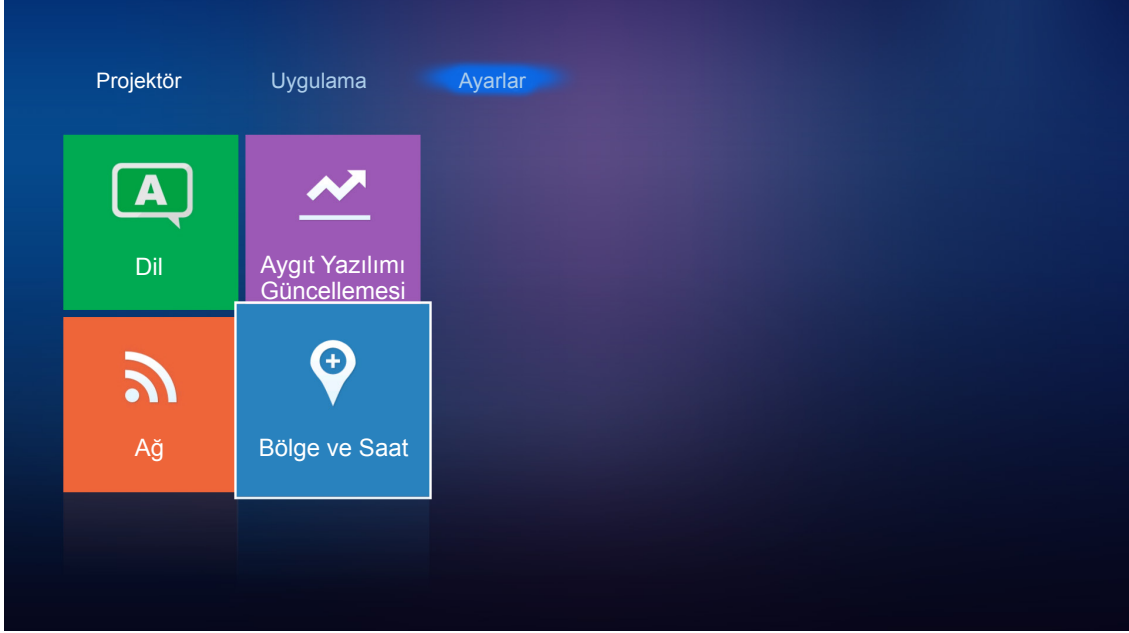 Projektör
Uygulama
Ayarlar
A
Dil
Aygıt Yazılımı
Güncellemesi
Ağ
Bölge ve Saat